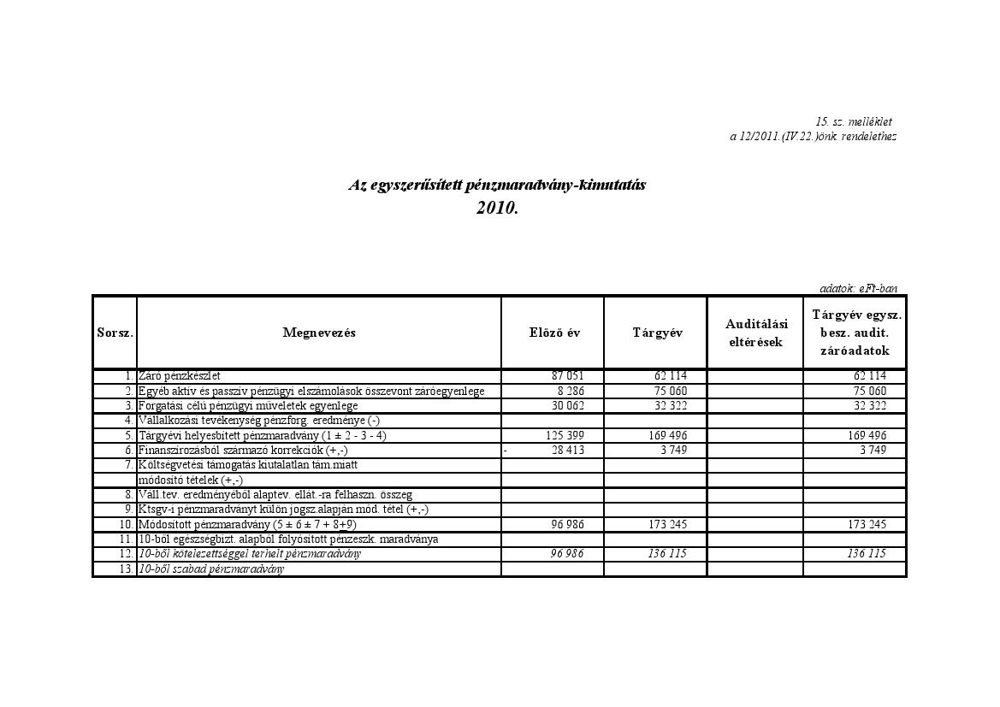 15. sz. melléklet
a 12/2011.(IV.22.)önk. rendelethez
Az egyszerűsített pénzmaradvány-kimutatás
2010.
adatok: eFt-ban
Sorsz. Megnevezés Előző év Tárgyév Auditálási eltérések Tárgyév egysz. besz. audit. záróadatok
1. Záró pénzkészlet 87 051 62 114 62 114
2. Egyéb aktív és passzív pénzügyi elszámolások összevont záróegyenlege 8 286 75 060 75 060
3. Forgatási célú pénzügyi műveletek egyenlege 30 062 32 322 32 322
4. Vállalkozási tevékenység pénzforg. eredménye (-)
5. Tárgyévi helyesbített pénzmaradvány (1 ± 2 - 3 - 4) 125 399 169 496 169 496
6. Finanszírozásból származó korrekciók (+,-) - 28 413 3 749 3 749
7. Költségvetési támogatás kiutalatlan tám.miatt
módosító tételek (+,-)
8. Váll.tev. eredményéből alaptev. ellát.-ra felhaszn. összeg
9. Ktsgv-i pénzmaradványt külön jogsz.alapján mód. tétel (+,-)
10. Módosított pénzmaradvány (5 ± 6 ± 7 + 8+9) 96 986 173 245 173 245
11. 10-ből egészségbizt. alapból folyósított pénzeszk. maradványa
12. 10-ből kötelezettséggel terhelt pénzmaradvány 96 986 136 115 136 115
13. 10-ből szabad pénzmaradvány